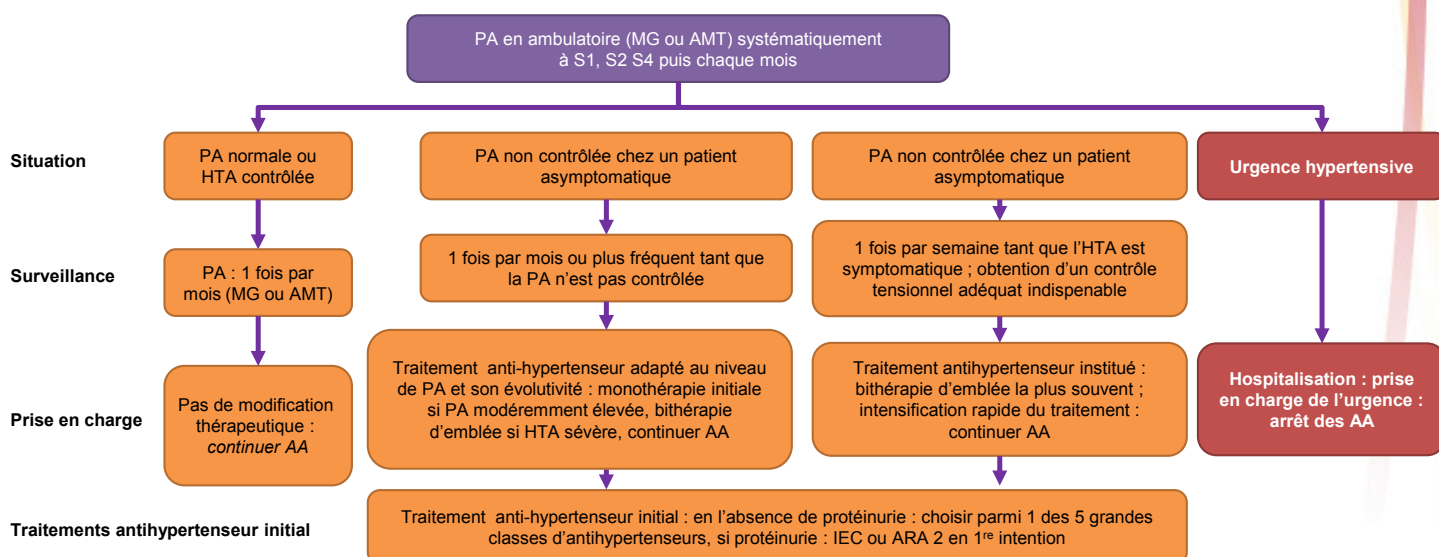 PA en ambulatoire (MG ou AMT) systématiquement
à S1, S2 S4 puis chaque mois
Situation
PA normale ou
HTA contrôlée
PA non contrôlée chez un patient
asymptomatique
PA non contrôlée chez un patient
asymptomatique
Urgence hypertensive
Surveillance
PA : 1 fois par
mois (MG ou AMT)
1 fois par mois ou plus fréquent tant que
la PA n'est pas contrôlée
1 fois par semaine tant que l'HTA est
symptomatique ; obtention d'un contrôle
tensionnel adéquat indispenable
Prise en charge
Pas de modification
thérapeutique :
continuer AA
Traitement anti-hypertenseur adapté au niveau
de PA et son évolutivité : monothérapie initiale
si PA modéremment élevée, bithérapie
d'emblée si HTA sévère, continuer AA
Traitement antihypertenseur institué :
bithérapie d'emblée la plus souvent ;
intensification rapide du traitement :
continuer AA
Hospitalisation : prise
en charge de l'urgence :
arrêt des AA
Traitements antihypertenseur initial
Traitement anti-hypertenseur initial : en l'absence de protéinurie : choisir parmi 1 des 5 grandes
classes d'antihypertenseurs, si protéinurie : IEC ou ARA 2 en 1re intention